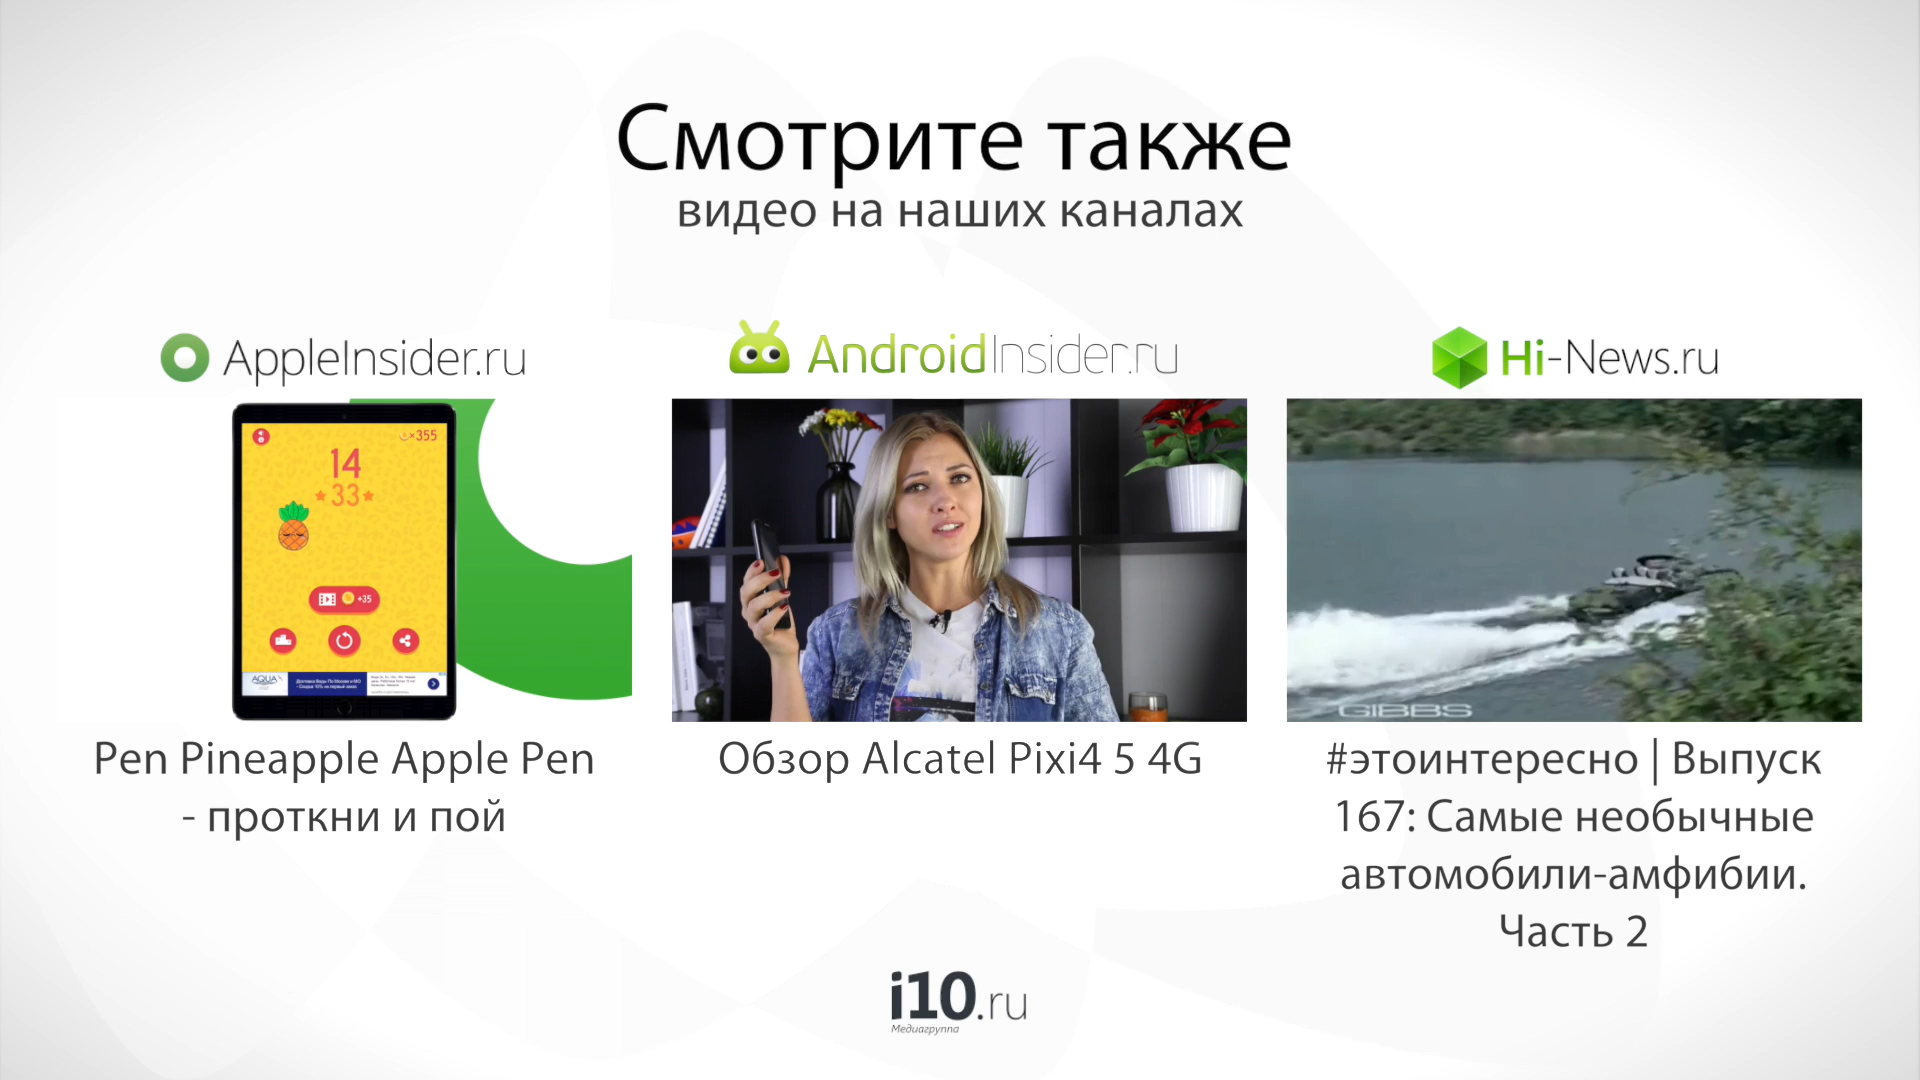 Смотрите также
видео на наших каналах
AppleInsider.ru
AndroidInsider.ru
Hi-News.ru
×355
14
33
+35
AQUA
GIBBS
Pen Pineapple Apple Pen
- проткни и пой
Обзор Alcatel Pixi4 5 4G
#этоинтересно | Выпуск
167: Самые необычные
автомобили-амфибии.
Часть 2
i10.ru
Медиагруппа